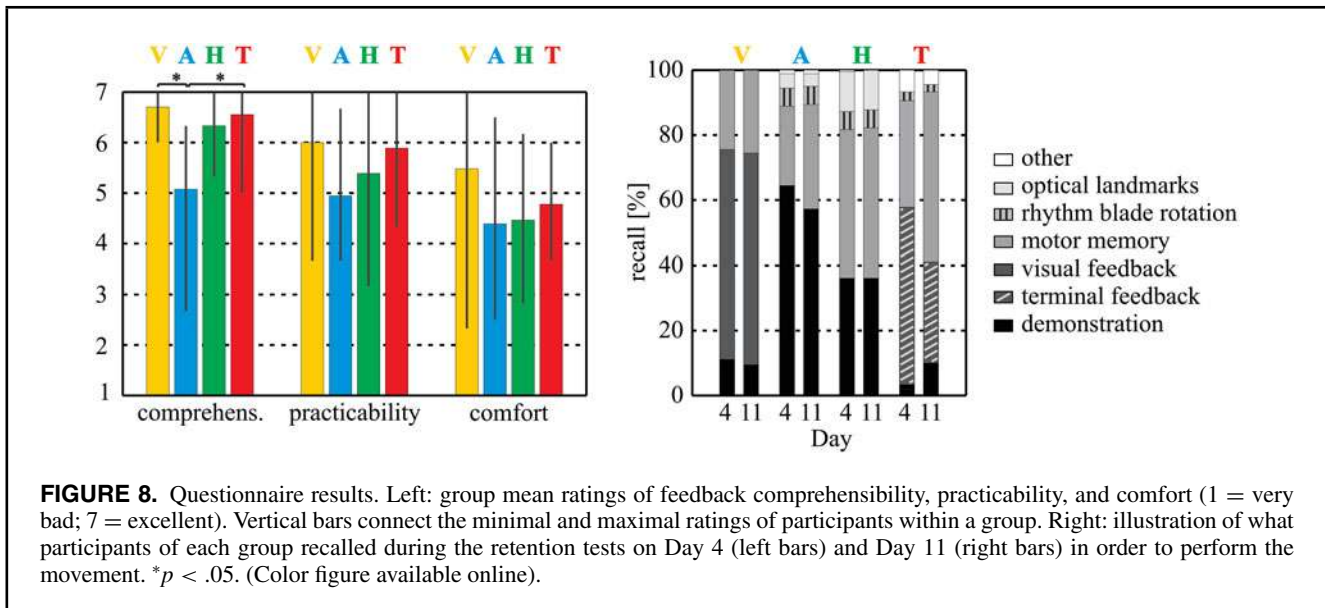 V A H T V A H T V A H T
* *
7
6
5
4
3
2
1
comprehens. practicability comfort
V A H T
recall [%]
100
80
60
40
20
0
4 11 4 11 4 11 4 11
Day
other
optical landmarks
rhythm blade rotation
motor memory
visual feedback
terminal feedback
demonstration
FIGURE 8. Questionnaire results. Left: group mean ratings of feedback comprehensibility, practicability, and comfort (1 = very
bad; 7 = excellent). Vertical bars connect the minimal and maximal ratings of participants within a group. Right: illustration of what
participants of each group recalled during the retention tests on Day 4 (left bars) and Day 11 (right bars) in order to perform the
movement. *p < .05. (Color figure available online).